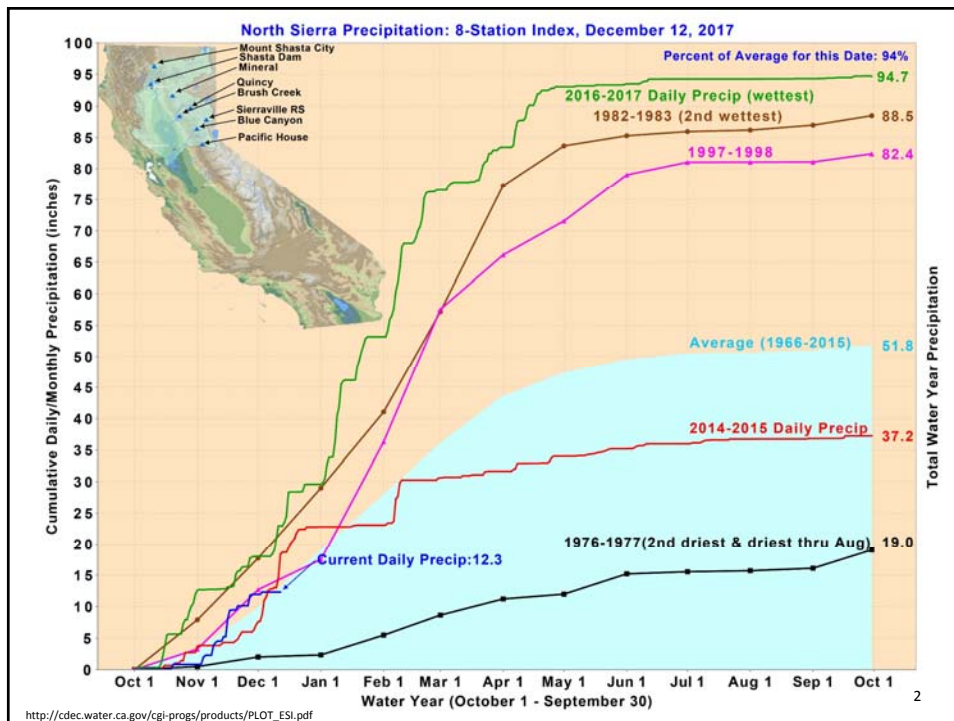 North Sierra Precipitation: 8-Station Index, December 12, 2017
Percent of Average for this Date: 94%
Mount Shasta City
Shasta Dam
Mineral
Quincy
Brush Creek
Sierraville RS
Blue Canyon
Pacific House
2016-2017 Daily Precip (wettest)
94.7
1982-1983 (2nd wettest)
88.5
1997-1998
82.4
Average (1966-2015)
51.8
2014-2015 Daily Precip
37.2
1976-1977(2nd driest & driest thru Aug)
19.0
Current Daily Precip:12.3
Cumulative Daily/Monthly Precipitation (inches)
100
95
90
85
80
75
70
65
60
55
50
45
40
35
30
25
20
15
10
5
0
Total Water Year Precipitation
Oct 1 Nov 1 Dec 1 Jan 1 Feb 1 Mar 1 Apr 1 May 1 Jun 1 Jul 1 Aug 1 Sep 1 Oct 1
Water Year (October 1 - September 30)
2
http://cdec.water.ca.gov/cgi-progs/products/PLOT_ESI.pdf